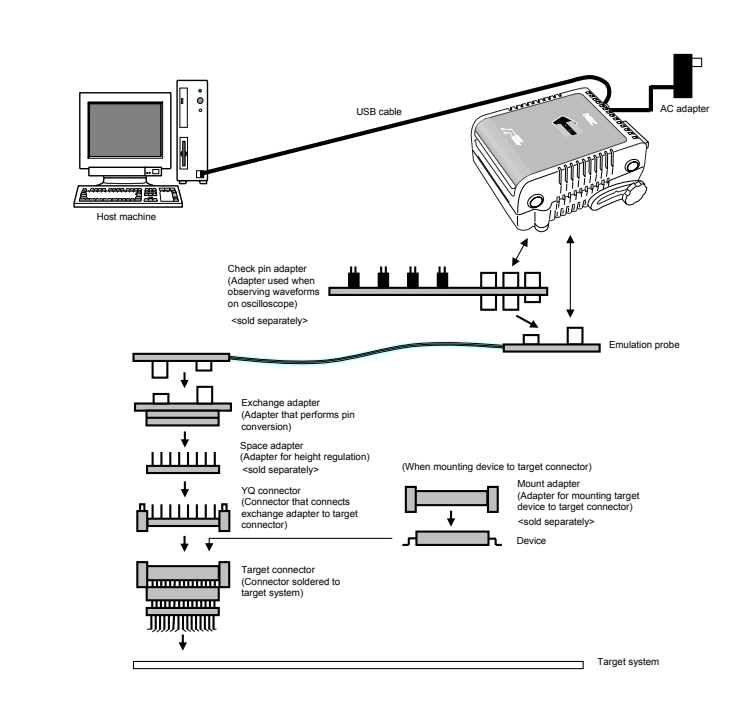 USB cable
AC adapter
NEC
Host machine
Check pin adapter
(Adapter used when
observing waveforms
on oscilloscope)
<sold separately>
Emulation probe
Exchange adapter
(Adapter that performs pin
conversion)
Space adapter
(Adapter for height regulation)
<sold separately>
(When mounting device to target connector)
YQ connector
(Connector that connects
exchange adapter to target
connector)
Mount adapter
(Adapter for mounting target
device to target connector)
<sold separately>
Device
Target connector
(Connector soldered to
target system)
Target system